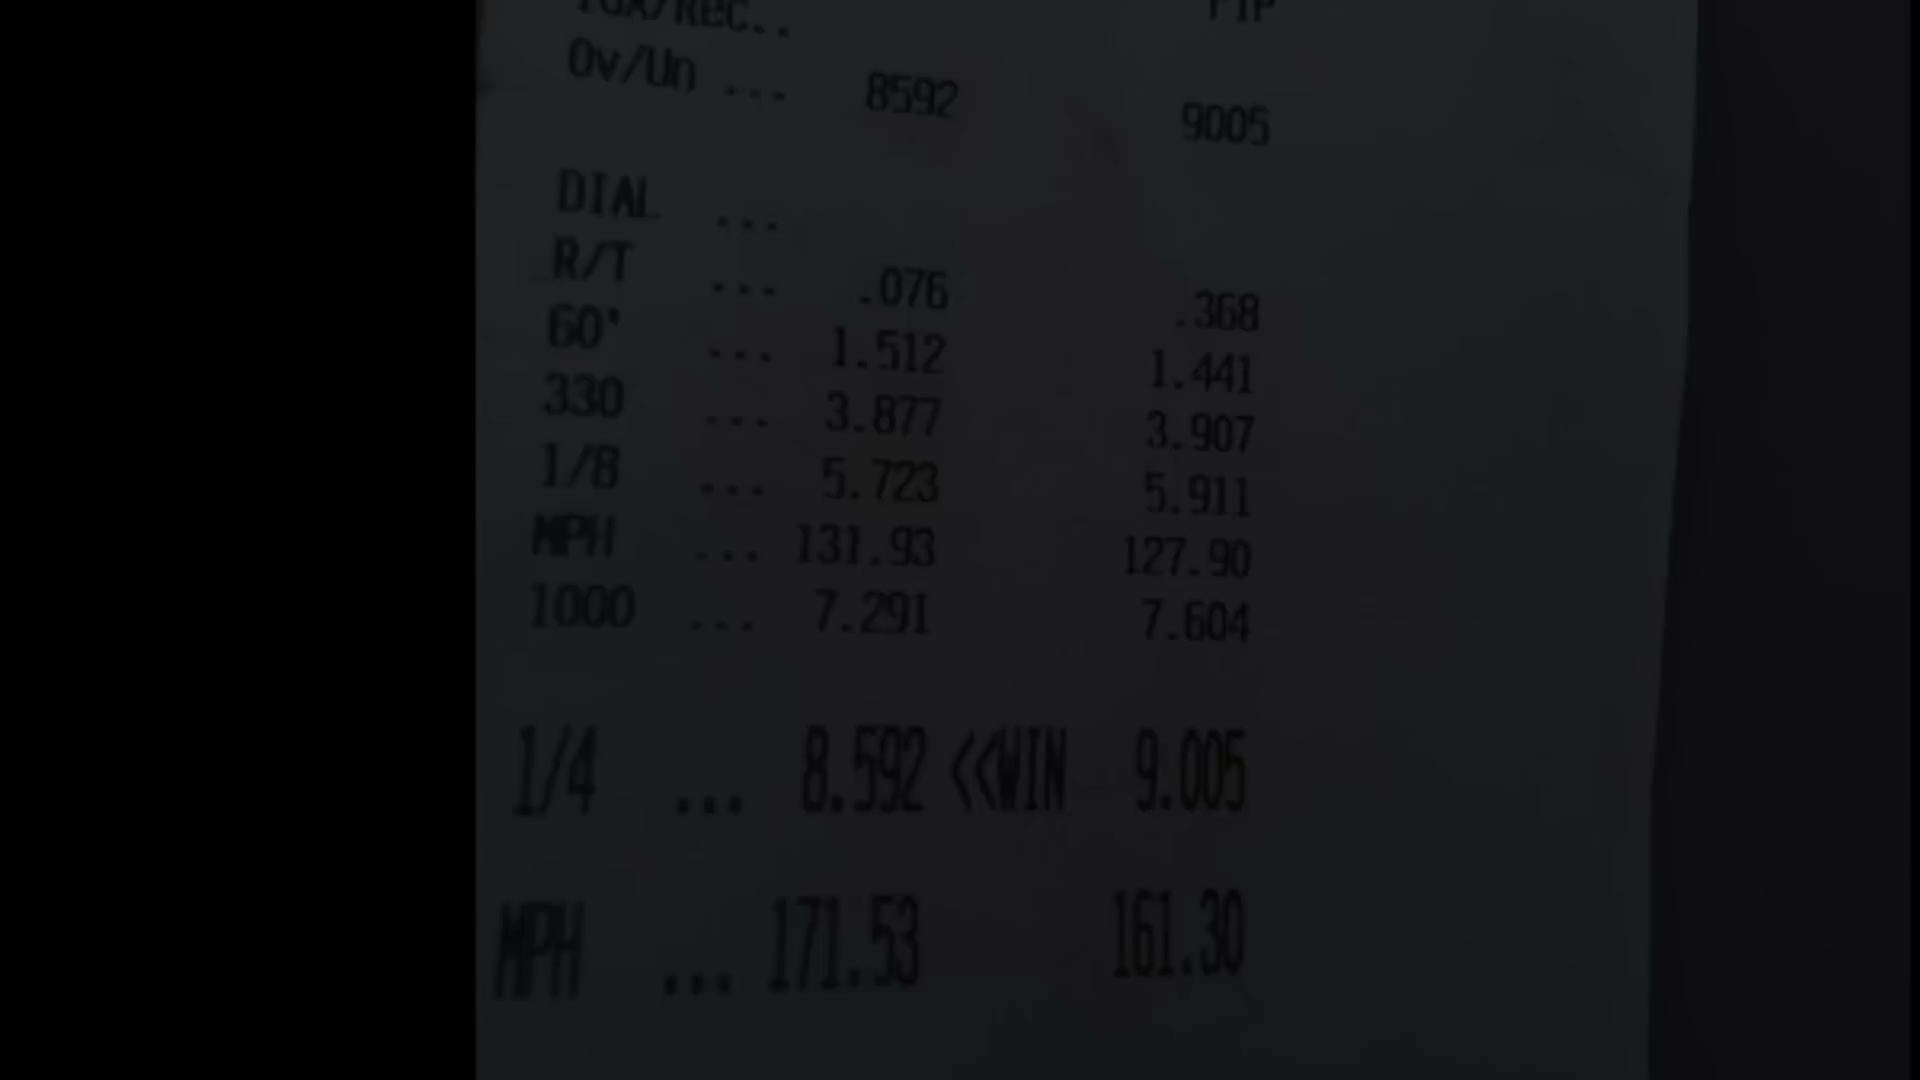 Ov/Un ... 8592 9005
DIAL ...
R/T ... .076 .368
60' ... 1.512 1.441
330 ... 3.877 3.907
1/8 ... 5.723 5.911
MPH ... 131.93 127.90
1000 ... 7.291 7.604
1/4 ... 8.592 <<WIN 9.005
MPH ... 171.53 161.30